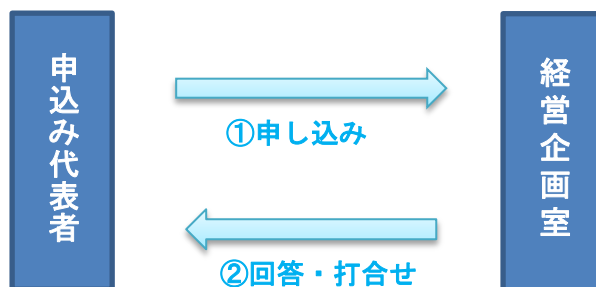 申込み代表者
①申し込み
②回答・打合せ
経営企画室